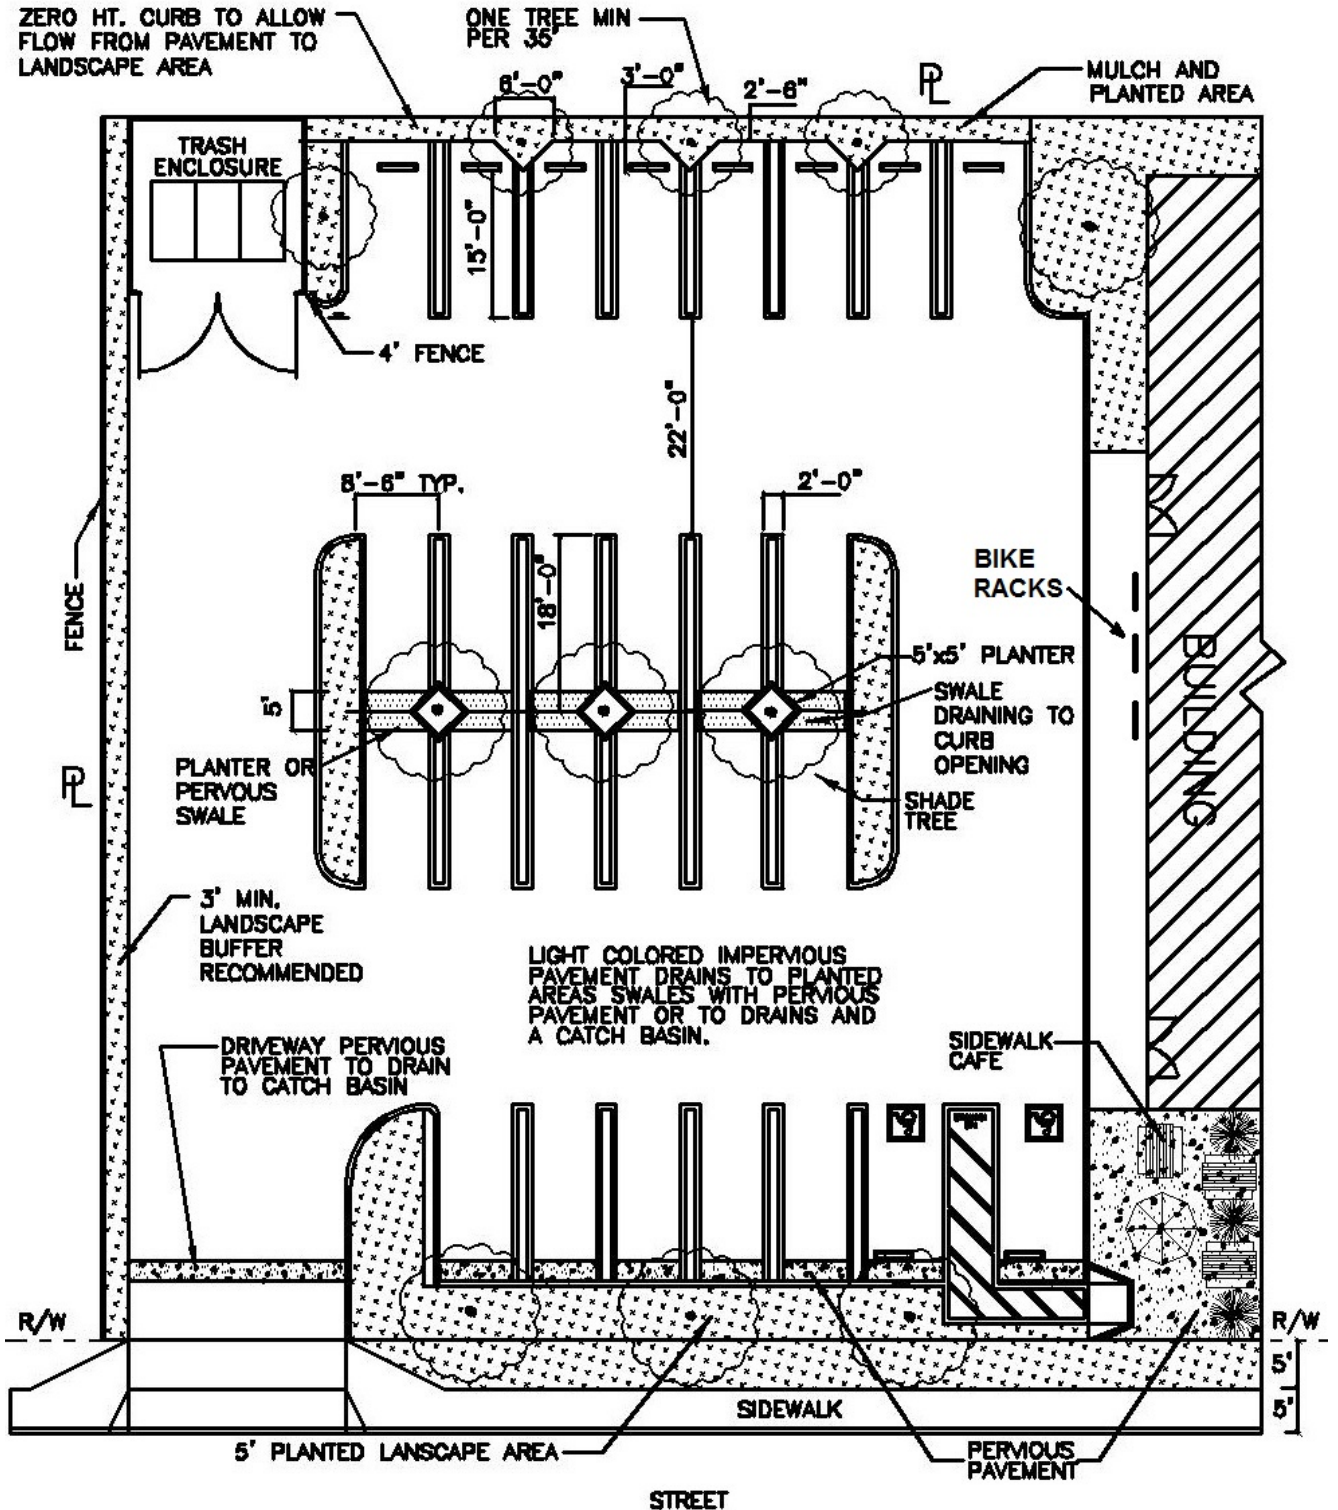 ZERO HT. CURB TO ALLOW
FLOW FROM PAVEMENT TO
LANDSCAPE AREA
ONE TREE MIN
PER 35'
6'-0"
3'-0"
2'-6"
PL
MULCH AND
PLANTED AREA
TRASH
ENCLOSURE
15'-0"
4' FENCE
22'-0"
8'-6" TYP.
2'-0"
18'-0"
FENCE
BIKE
RACKS
BUILDING
5'x5' PLANTER
5'
SWALE
DRAINING TO
CURB
OPENING
PLANTER OR
PERVOUS
SWALE
PL
SHADE
TREE
3' MIN.
LANDSCAPE
BUFFER
RECOMMENDED
LIGHT COLORED IMPERVIOUS
PAVEMENT DRAINS TO PLANTED
AREAS SWALES WITH PERVIOUS
PAVEMENT OR TO DRAINS AND
A CATCH BASIN.
DRIVEWAY PERVIOUS
PAVEMENT TO DRAIN
TO CATCH BASIN
SIDEWALK
CAFE
R/W
R/W
5'
SIDEWALK
5'
5' PLANTED LANSCAPE AREA
PERVIOUS
PAVEMENT
STREET